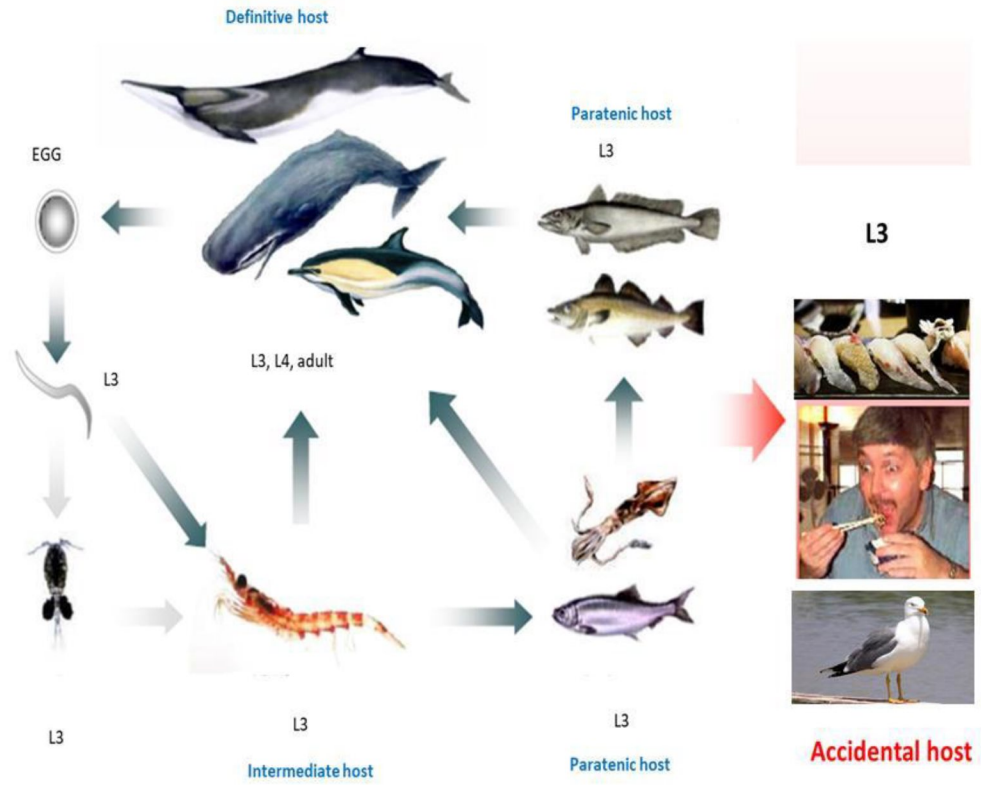 Definitive host
Paratenic host
L3
EGG
L3
L3, L4, adult
L3
L3
L3
L3
Accidental host
Intermediate host
Paratenic host